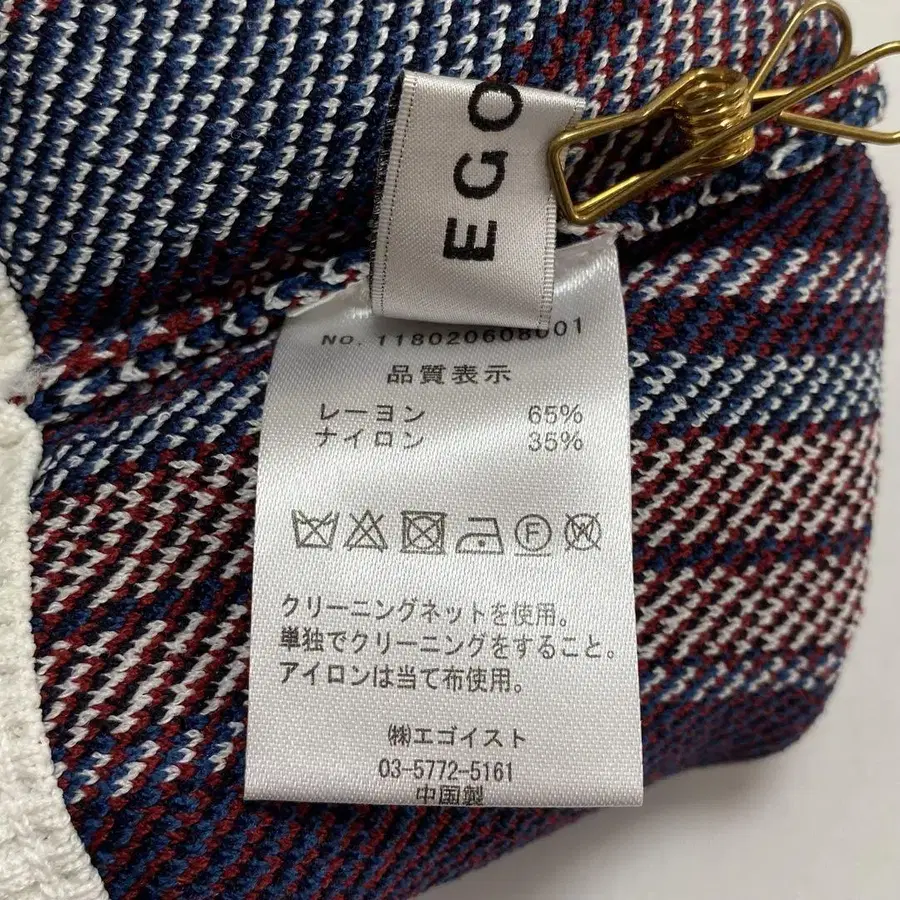 EGO
NO. 118020608001
品質表示
レーヨン 65%
ナイロン 35%
F W
クリーニングネットを使用。
単独でクリーニングをすること。
アイロンは当て布使用。
㈱エゴイスト
03-5772-5161
中国製